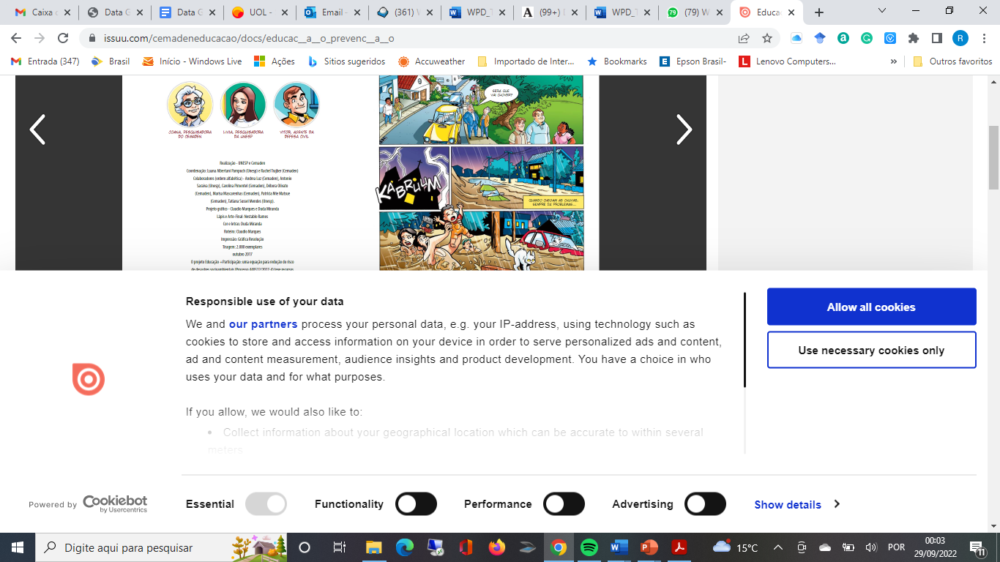 Caixa d
Data G
Data G
UOL -
Email -
(361) V
WPD_T
(99+) I
WPD_T
(79) W
Educa
issuu.com/cemadeneducacao/docs/educac__a__o_prevenc__a__o
Entrada (347)
Brasil
Início - Windows Live
Ações
Sitios sugeridos
Accuweather
Importado de Inter...
Bookmarks
Epson Brasil-
Lenovo Computers...
»
Outros favoritos
JOANA, PESQUISADORA
DO CEMADEN
LIVIA, PESQUISADORA
DA UNESP
VITOR, AGENTE DA
DEFESA CIVIL
Realização - UNESP e Cemaden
Coordenação: Luana Albertani Pampuch (Unesp) e Rachel Trajber (Cemaden)
Colaboradores (ordem alfabética) - Andrea Luz (Cemaden), Antonio
Saraiva (Unesp), Carolina Pimentel (Cemaden), Débora Olivato
(Cemaden), Marisa Mascarenhas (Cemaden), Patricia Mie Matsuo
(Cemaden), Tatiana Sussel Mendes (Unesp).
Projeto gráfico - Claudio Marques e Duda Miranda
Lápis e Arte-Final: Nestablo Ramos
Cor e letras: Duda Miranda
Roteiro: Claudio Marques
Impressão: Gráfica Resolução
Tiragem: 2.000 exemplares
outubro 2017
O projeto Educação +Participação: uma equação para redução do risco
de desastres socioambientais
SERÁ QUE
VAI CHOVER?
KABRUUM
QUANDO CHEGAM AS CHUVAS,
SEMPRE DÁ PROBLEMAS...
Responsible use of your data
We and our partners process your personal data, e.g. your IP-address, using technology such as
cookies to store and access information on your device in order to serve personalized ads and content,
ad and content measurement, audience insights and product development. You have a choice in who
uses your data and for what purposes.
If you allow, we would also like to:
• Collect information about your geographical location which can be accurate to within several
meters
Allow all cookies
Use necessary cookies only
Powered by Cookiebot
by Usercentrics
Essential
Functionality
Performance
Advertising
Show details
Digite aqui para pesquisar
15°C
POR
00:03
29/09/2022
11